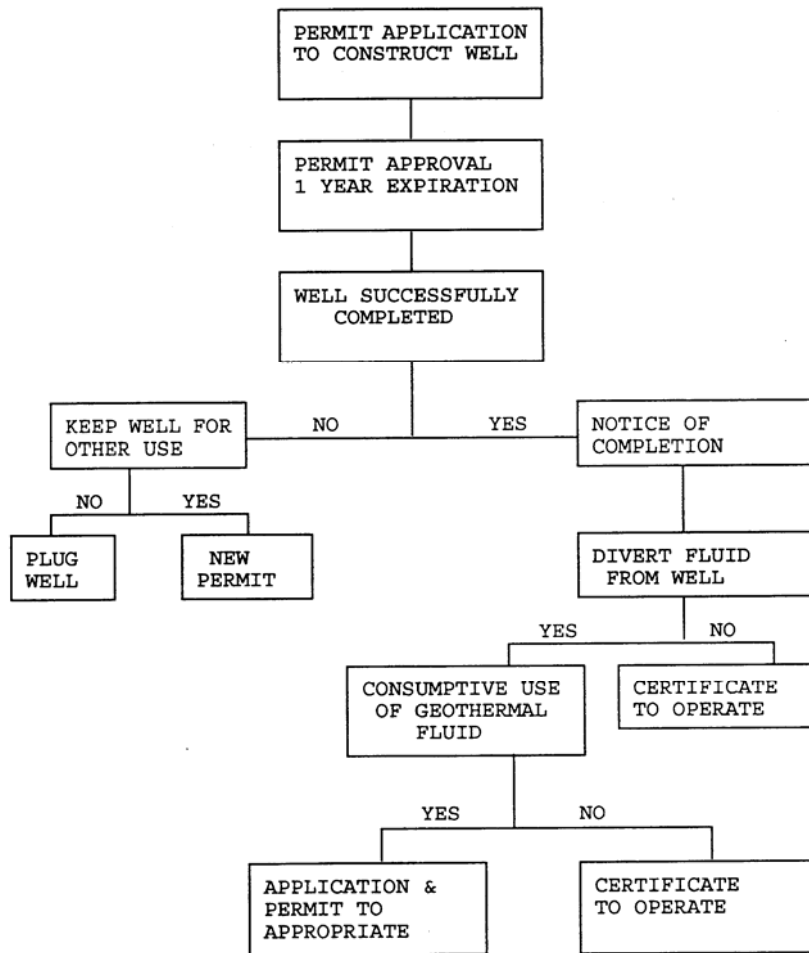 PERMIT APPLICATION
TO CONSTRUCT WELL
PERMIT APPROVAL
1 YEAR EXPIRATION
WELL SUCCESSFULLY
COMPLETED
NO
YES
KEEP WELL FOR
OTHER USE
NOTICE OF
COMPLETION
NO
YES
PLUG
WELL
NEW
PERMIT
DIVERT FLUID
FROM WELL
YES
NO
CONSUMPTIVE USE
OF GEOTHERMAL
FLUID
CERTIFICATE
TO OPERATE
YES
NO
APPLICATION &
PERMIT TO
APPROPRIATE
CERTIFICATE
TO OPERATE